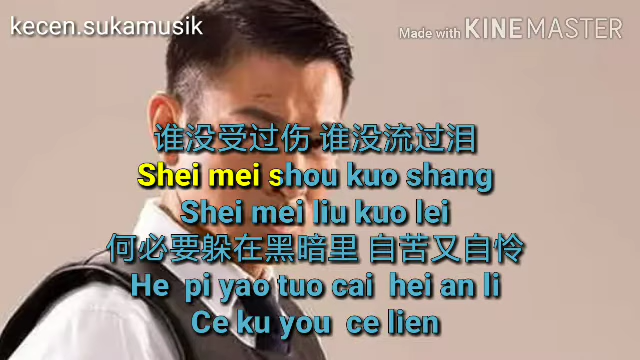 kecen.sukamusik
Made with KINEMASTER
谁没受过伤 谁没流过泪
Shei mei shou kuo shang
Shei mei liu kuo lei
何必要躲在黑暗里 自苦又自怜
He pi yao tuo cai hei an li
Ce ku you ce lien